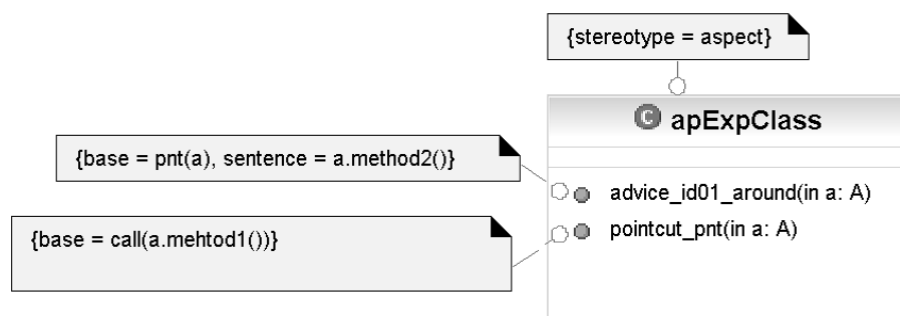 {stereotype = aspect}
C apExpClass
{base = pnt(a), sentence = a.method2()}
advice_id01_around(in a: A)
pointcut_pnt(in a: A)
{base = call(a.mehtod1())}